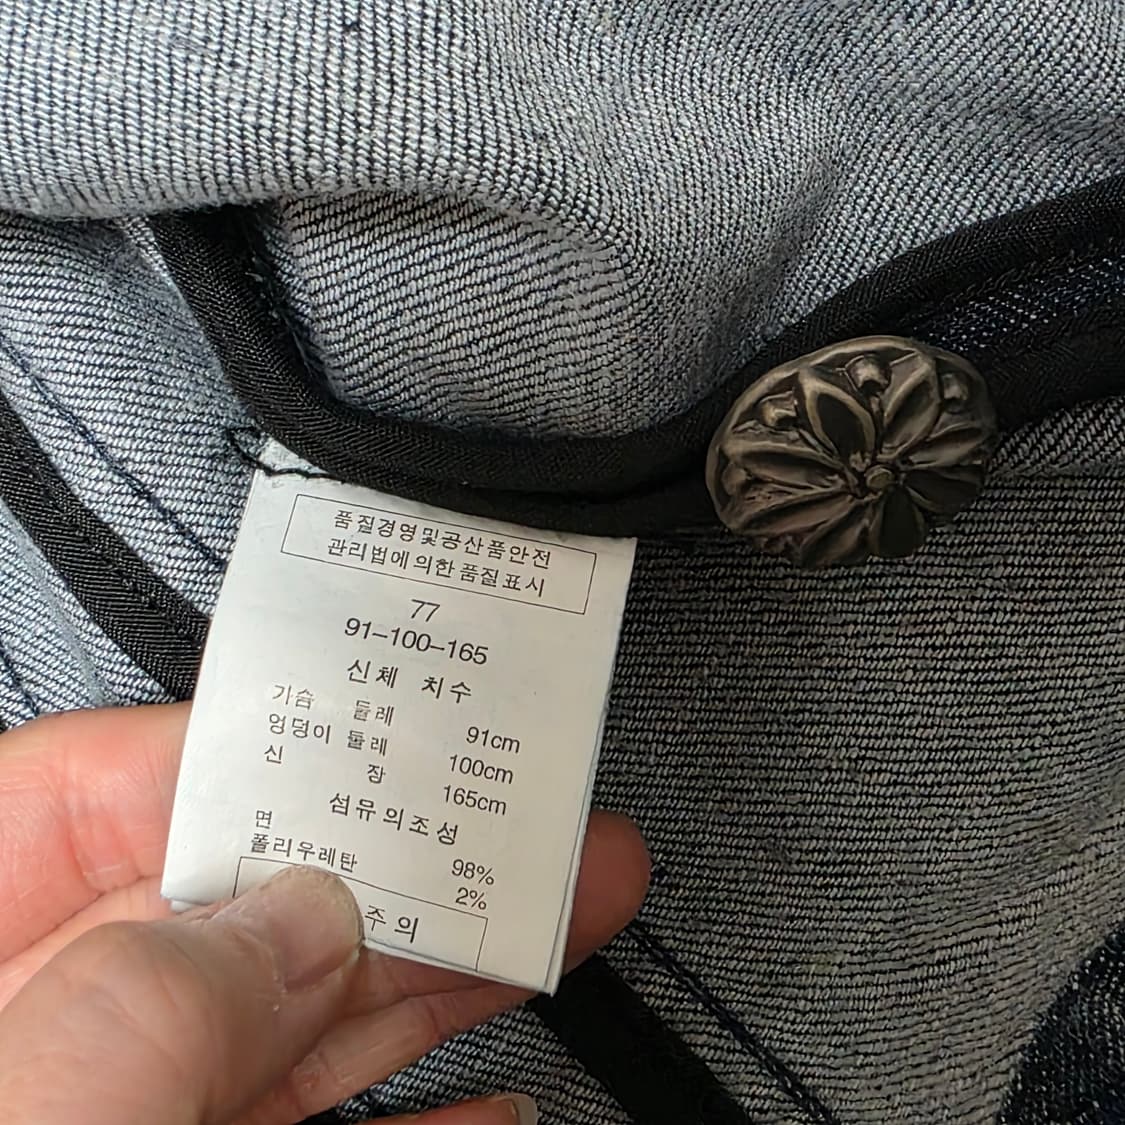 품질경영및공산품안전
관리법에의한품질표시
77
91-100-165
신체 치수
가슴 둘레 91cm
엉덩이 둘레 100cm
신 장 165cm
섬유의조성
면 98%
폴리우레탄 2%
주의